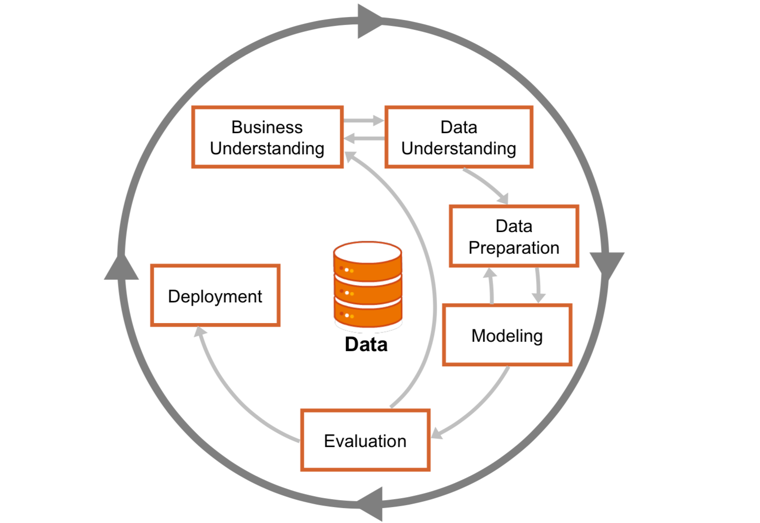 Business
Understanding
Data
Understanding
Data
Preparation
Deployment
Modeling
Data
Evaluation